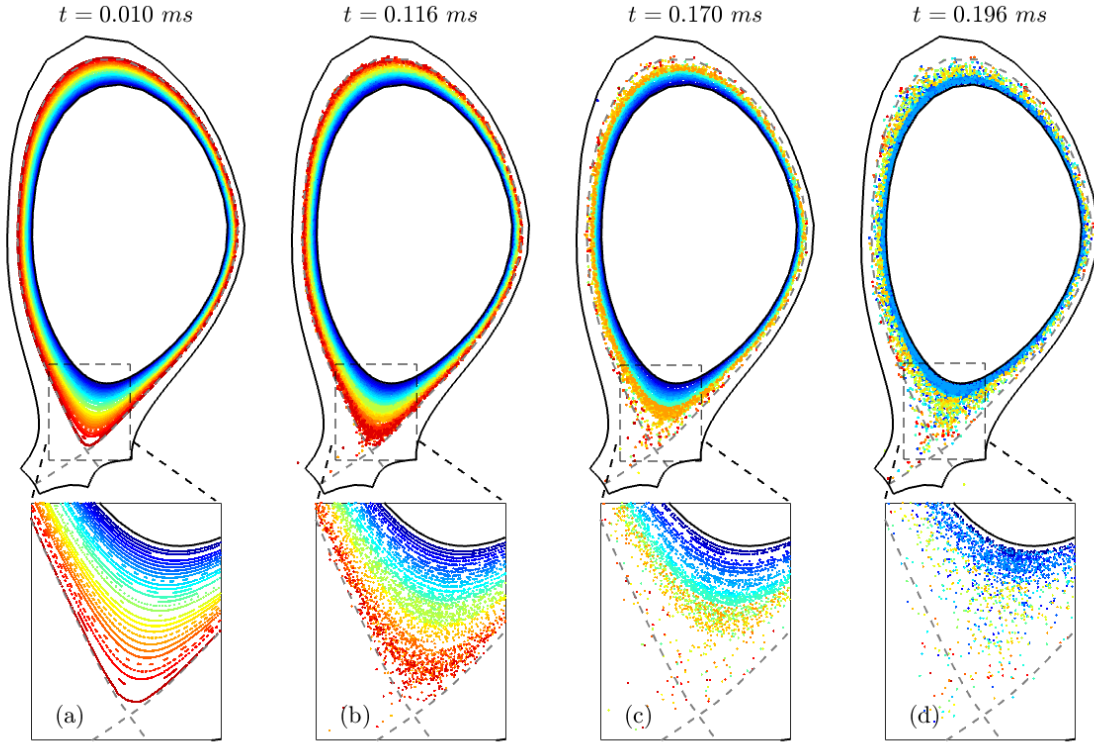 t = 0.010 ms
t = 0.116 ms
t = 0.170 ms
t = 0.196 ms
(a)
(b)
(c)
(d)